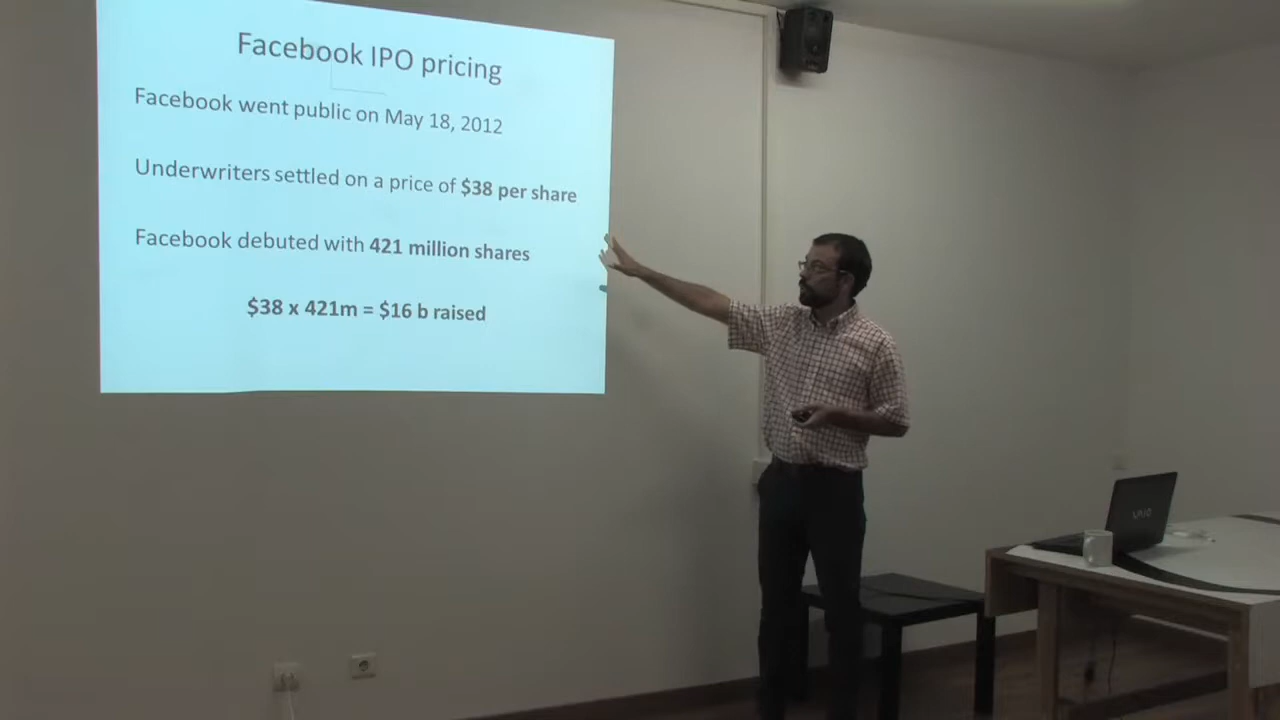 Facebook IPO pricing
Facebook went public on May 18, 2012
Underwriters settled on a price of $38 per share
Facebook debuted with 421 million shares
$38 x 421m = $16 b raised
VAIO